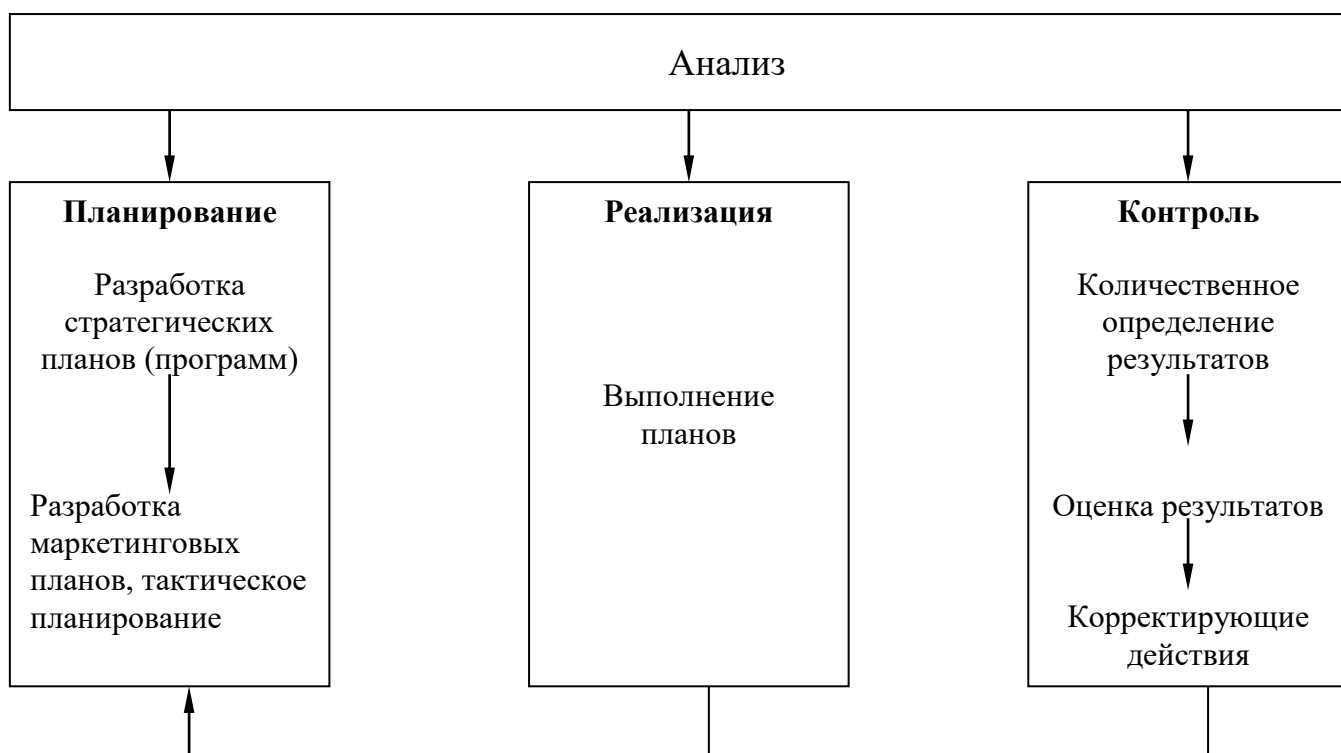 Анализ
Планирование
Разработка
стратегических
планов (программ)
Разработка
маркетинговых
планов, тактическое
планирование
Реализация
Выполнение
планов
Контроль
Количественное
определение
результатов
Оценка результатов
Корректирующие
действия